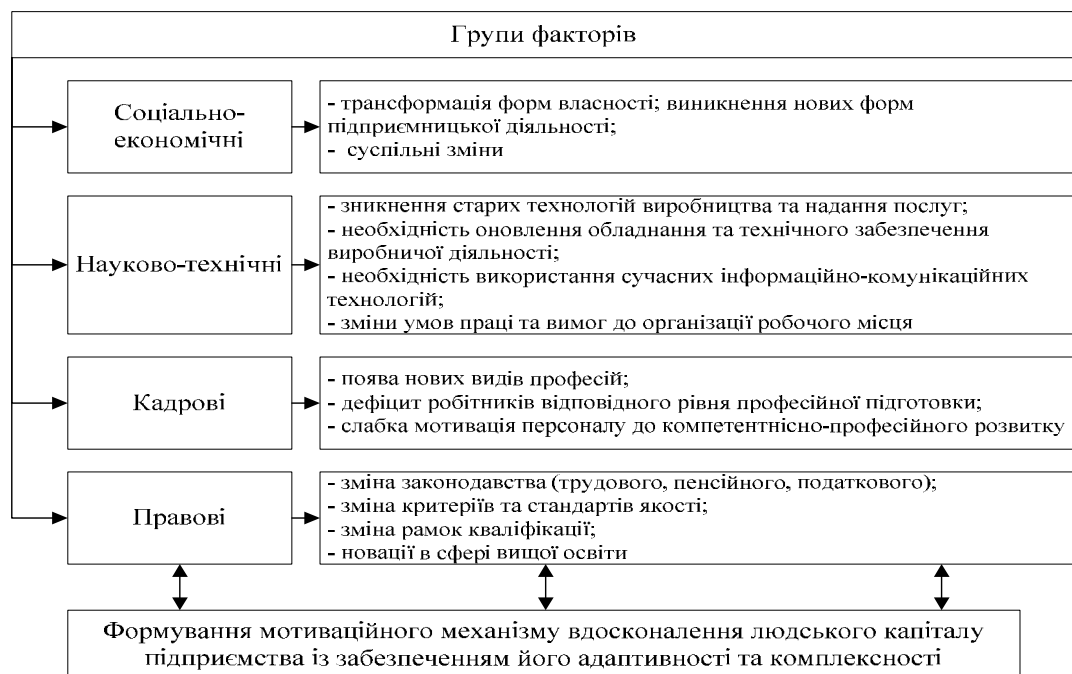 Групи факторів
Соціально-
економічні
- трансформація форм власності; виникнення нових форм
підприємницької діяльності;
- суспільні зміни
Науково-технічні
- зникнення старих технологій виробництва та надання послуг;
- необхідність оновлення обладнання та технічного забезпечення
виробничої діяльності;
- необхідність використання сучасних інформаційно-комунікаційних
технологій;
- зміни умов праці та вимог до організації робочого місця
Кадрові
- поява нових видів професій;
- дефіцит робітників відповідного рівня професійної підготовки;
- слабка мотивація персоналу до компетентнісно-професійного розвитку
Правові
- зміна законодавства (трудового, пенсійного, податкового);
- зміна критеріїв та стандартів якості;
- зміна рамок кваліфікації;
- новації в сфері вищої освіти
Формування мотиваційного механізму вдосконалення людського капіталу
підприємства із забезпеченням його адаптивності та комплексності